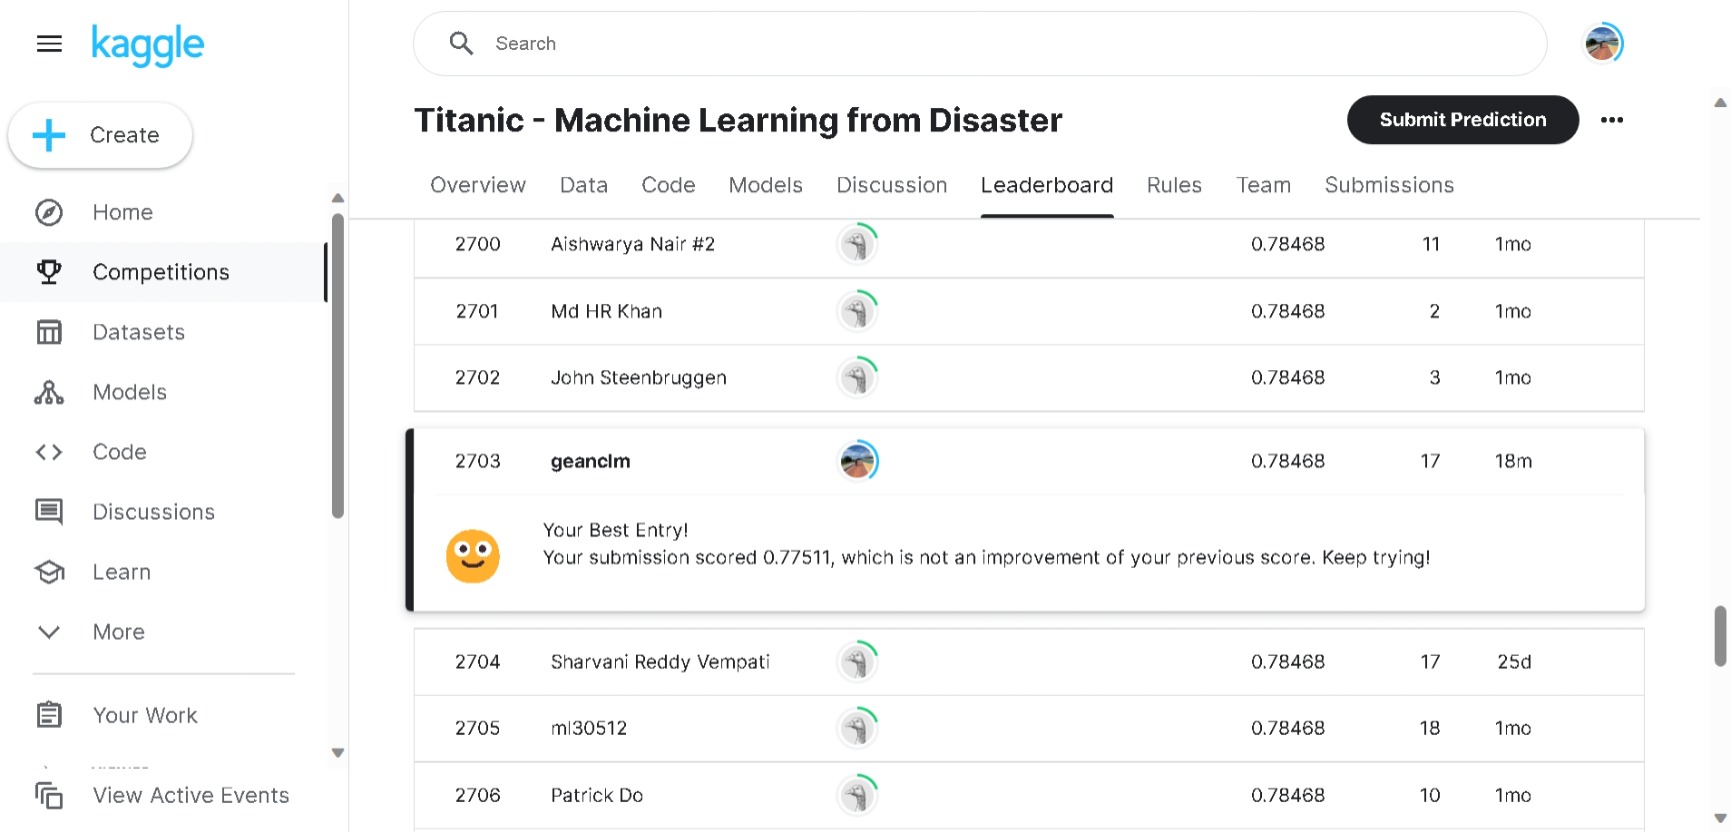 kaggle
Search
Create
Titanic - Machine Learning from Disaster
Submit Prediction
Overview Data Code Models Discussion Leaderboard Rules Team Submissions
Home
Competitions
Datasets
Models
Code
Discussions
Learn
More
Your Work
View Active Events
2700 Aishwarya Nair #2 0.78468 11 1mo
2701 Md HR Khan 0.78468 2 1mo
2702 John Steenbruggen 0.78468 3 1mo
2703 geanclm 0.78468 17 18m
Your Best Entry!
Your submission scored 0.77511, which is not an improvement of your previous score. Keep trying!
2704 Sharvani Reddy Vempati 0.78468 17 25d
2705 ml30512 0.78468 18 1mo
2706 Patrick Do 0.78468 10 1mo